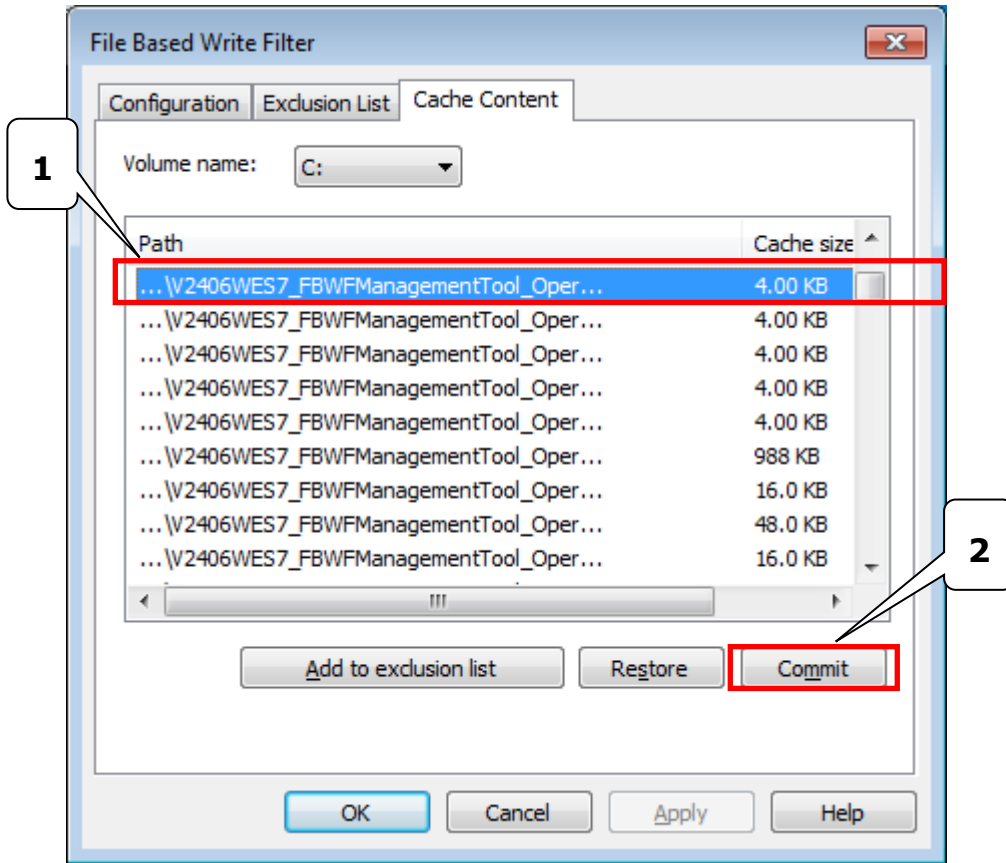 File Based Write Filter
Configuration Exclusion List Cache Content
1
Volume name: C:
Path Cache size
...\V2406WES7_FBWFManagementTool_Oper... 4.00 KB
...\V2406WES7_FBWFManagementTool_Oper... 4.00 KB
...\V2406WES7_FBWFManagementTool_Oper... 4.00 KB
...\V2406WES7_FBWFManagementTool_Oper... 4.00 KB
...\V2406WES7_FBWFManagementTool_Oper... 4.00 KB
...\V2406WES7_FBWFManagementTool_Oper... 988 KB
...\V2406WES7_FBWFManagementTool_Oper... 16.0 KB
...\V2406WES7_FBWFManagementTool_Oper... 48.0 KB
...\V2406WES7_FBWFManagementTool_Oper... 16.0 KB
2
Add to exclusion list Restore Commit
OK Cancel Apply Help